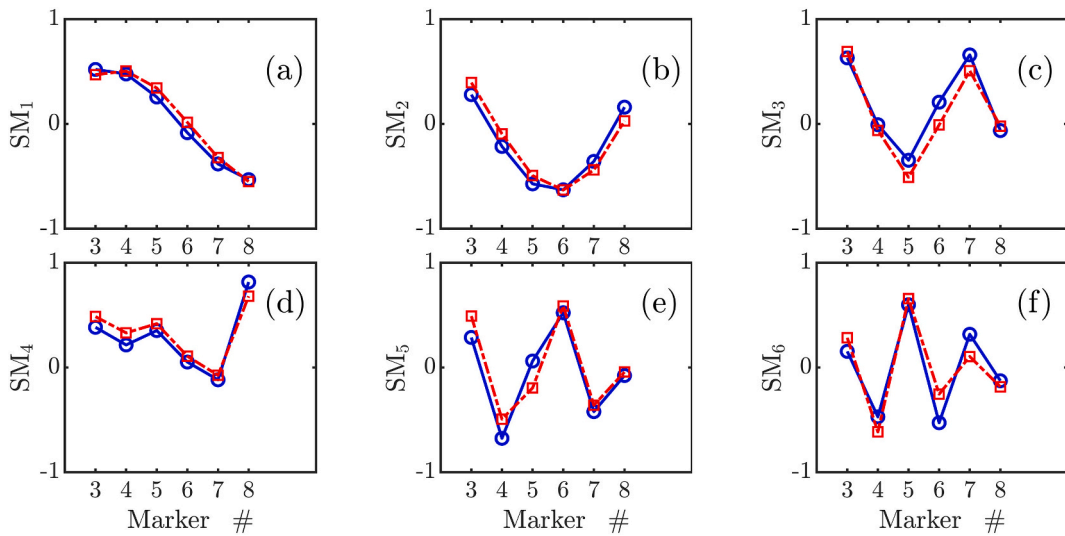 1 1 1
(a) (b) (c)
SM₁ 0 SM₂ 0 SM₃ 0
-1 -1 -1
3 4 5 6 7 8 3 4 5 6 7 8 3 4 5 6 7 8
1 1 1
(d) (e) (f)
SM₄ 0 SM₅ 0 SM₆ 0
-1 -1 -1
3 4 5 6 7 8 3 4 5 6 7 8 3 4 5 6 7 8
Marker # Marker # Marker #